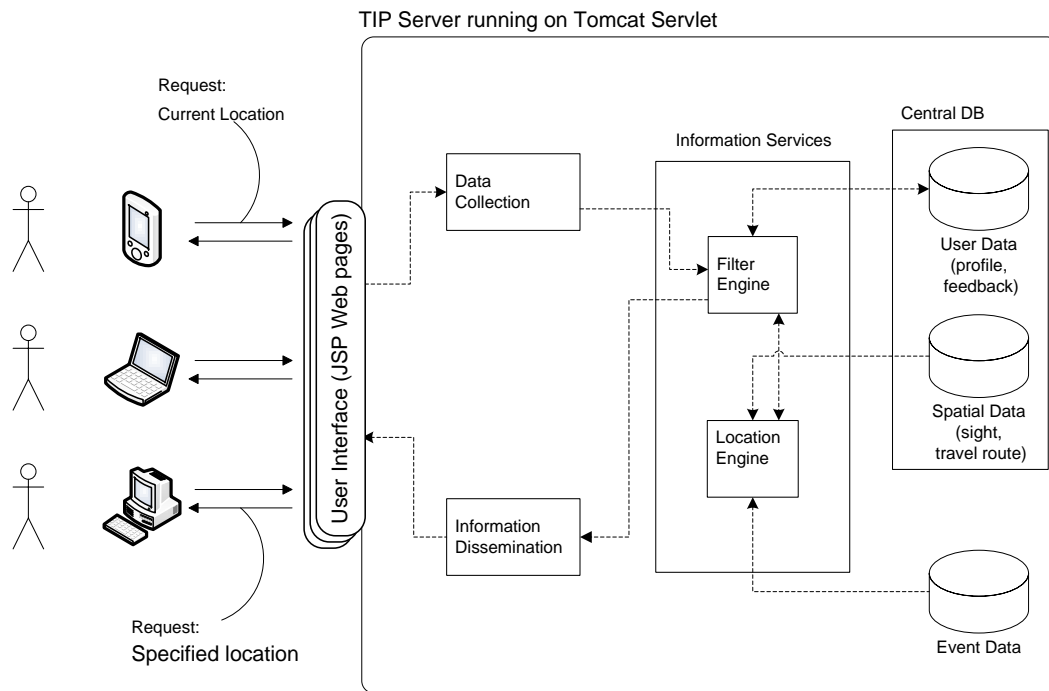 TIP Server running on Tomcat Servlet
Request:
Current Location
Central DB
Information Services
Data
Collection
User Interface (JSP Web pages)
Filter
Engine
User Data
(profile,
feedback)
Location
Engine
Spatial Data
(sight,
travel route)
Information
Dissemination
Request:
Specified location
Event Data